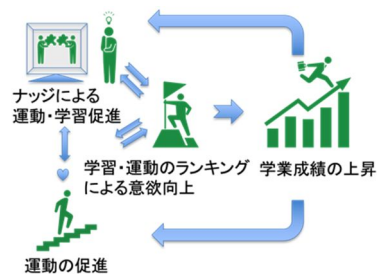 ナッジによる
運動・学習促進
学習・運動のランキング
による意欲向上
学業成績の上昇
運動の促進